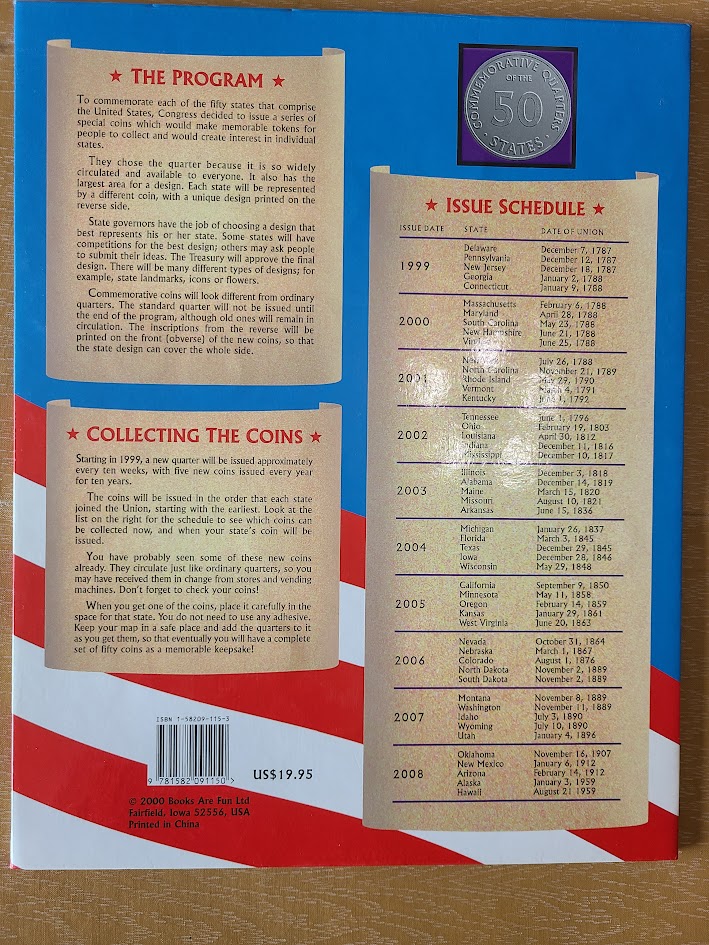 ★ THE PROGRAM ★
To commemorate each of the fifty states that comprise
the United States, Congress decided to issue a series of
special coins which would make memorable tokens for
people to collect and would create interest in individual
states.
They chose the quarter because it is so widely
circulated and available to everyone. It also has the
largest area for a design. Each state will be represented
by a different coin, with a unique design printed on the
reverse side.
State governors have the job of choosing a design that
best represents his or her state. Some states will have
competitions for the best design; others may ask people
to submit their ideas. The Treasury will approve the final
design. There will be many different types of designs; for
example, state landmarks, icons or flowers.
Commemorative coins will look different from ordinary
quarters. The standard quarter will not be issued until
the end of the program, although old ones will remain in
circulation. The inscriptions from the reverse will be
printed on the front (obverse) of the new coins, so that
the state design can cover the whole side.
★ COLLECTING THE COINS ★
Starting in 1999, a new quarter will be issued approximately
every ten weeks, with five new coins issued every year
for ten years.
The coins will be issued in the order that each state
joined the Union, starting with the earliest. Look at the
list on the right for the schedule to see which coins can
be collected now, and when your state's coin will be
issued.
You have probably seen some of these new coins
already. They circulate just like ordinary quarters, so you
may have received them in change from stores and vending
machines. Don't forget to check your coins!
When you get one of the coins, place it carefully in the
space for that state. You do not need to use any adhesive.
Keep your map in a safe place and add the quarters to it
as you get them, so that eventually you will have a complete
set of fifty coins as a memorable keepsake!
ISBN 1-58209-115-3
9 781582 091150 >
US$19.95
© 2000 Books Are Fun Ltd
Fairfield, Iowa 52556, USA
Printed in China
COMMEMORATIVE QUARTERS
OF THE
50
· STATES ·
★ ISSUE SCHEDULE ★
ISSUE DATE STATE DATE OF UNION
Delaware December 7, 1787
Pennsylvania December 12, 1787
1999 New Jersey December 18, 1787
Georgia January 2, 1788
Connecticut January 9, 1788
Massachusetts February 6, 1788
Maryland April 28, 1788
2000 South Carolina May 23, 1788
New Hampshire June 21, 1788
Virginia June 25, 1788
New York July 26, 1788
North Carolina November 21, 1789
2001 Rhode Island May 29, 1790
Vermont March 4, 1791
Kentucky June 1, 1792
Tennessee June 1, 1796
Ohio February 19, 1803
2002 Louisiana April 30, 1812
Indiana December 11, 1816
Mississippi December 10, 1817
Illinois December 3, 1818
Alabama December 14, 1819
2003 Maine March 15, 1820
Missouri August 10, 1821
Arkansas June 15, 1836
Michigan January 26, 1837
Florida March 3, 1845
2004 Texas December 29, 1845
Iowa December 28, 1846
Wisconsin May 29, 1848
California September 9, 1850
Minnesota May 11, 1858
2005 Oregon February 14, 1859
Kansas January 29, 1861
West Virginia June 20, 1863
Nevada October 31, 1864
Nebraska March 1, 1867
2006 Colorado August 1, 1876
North Dakota November 2, 1889
South Dakota November 2, 1889
Montana November 8, 1889
Washington November 11, 1889
2007 Idaho July 3, 1890
Wyoming July 10, 1890
Utah January 4, 1896
Oklahoma November 16, 1907
New Mexico January 6, 1912
2008 Arizona February 14, 1912
Alaska January 3, 1959
Hawaii August 21 1959